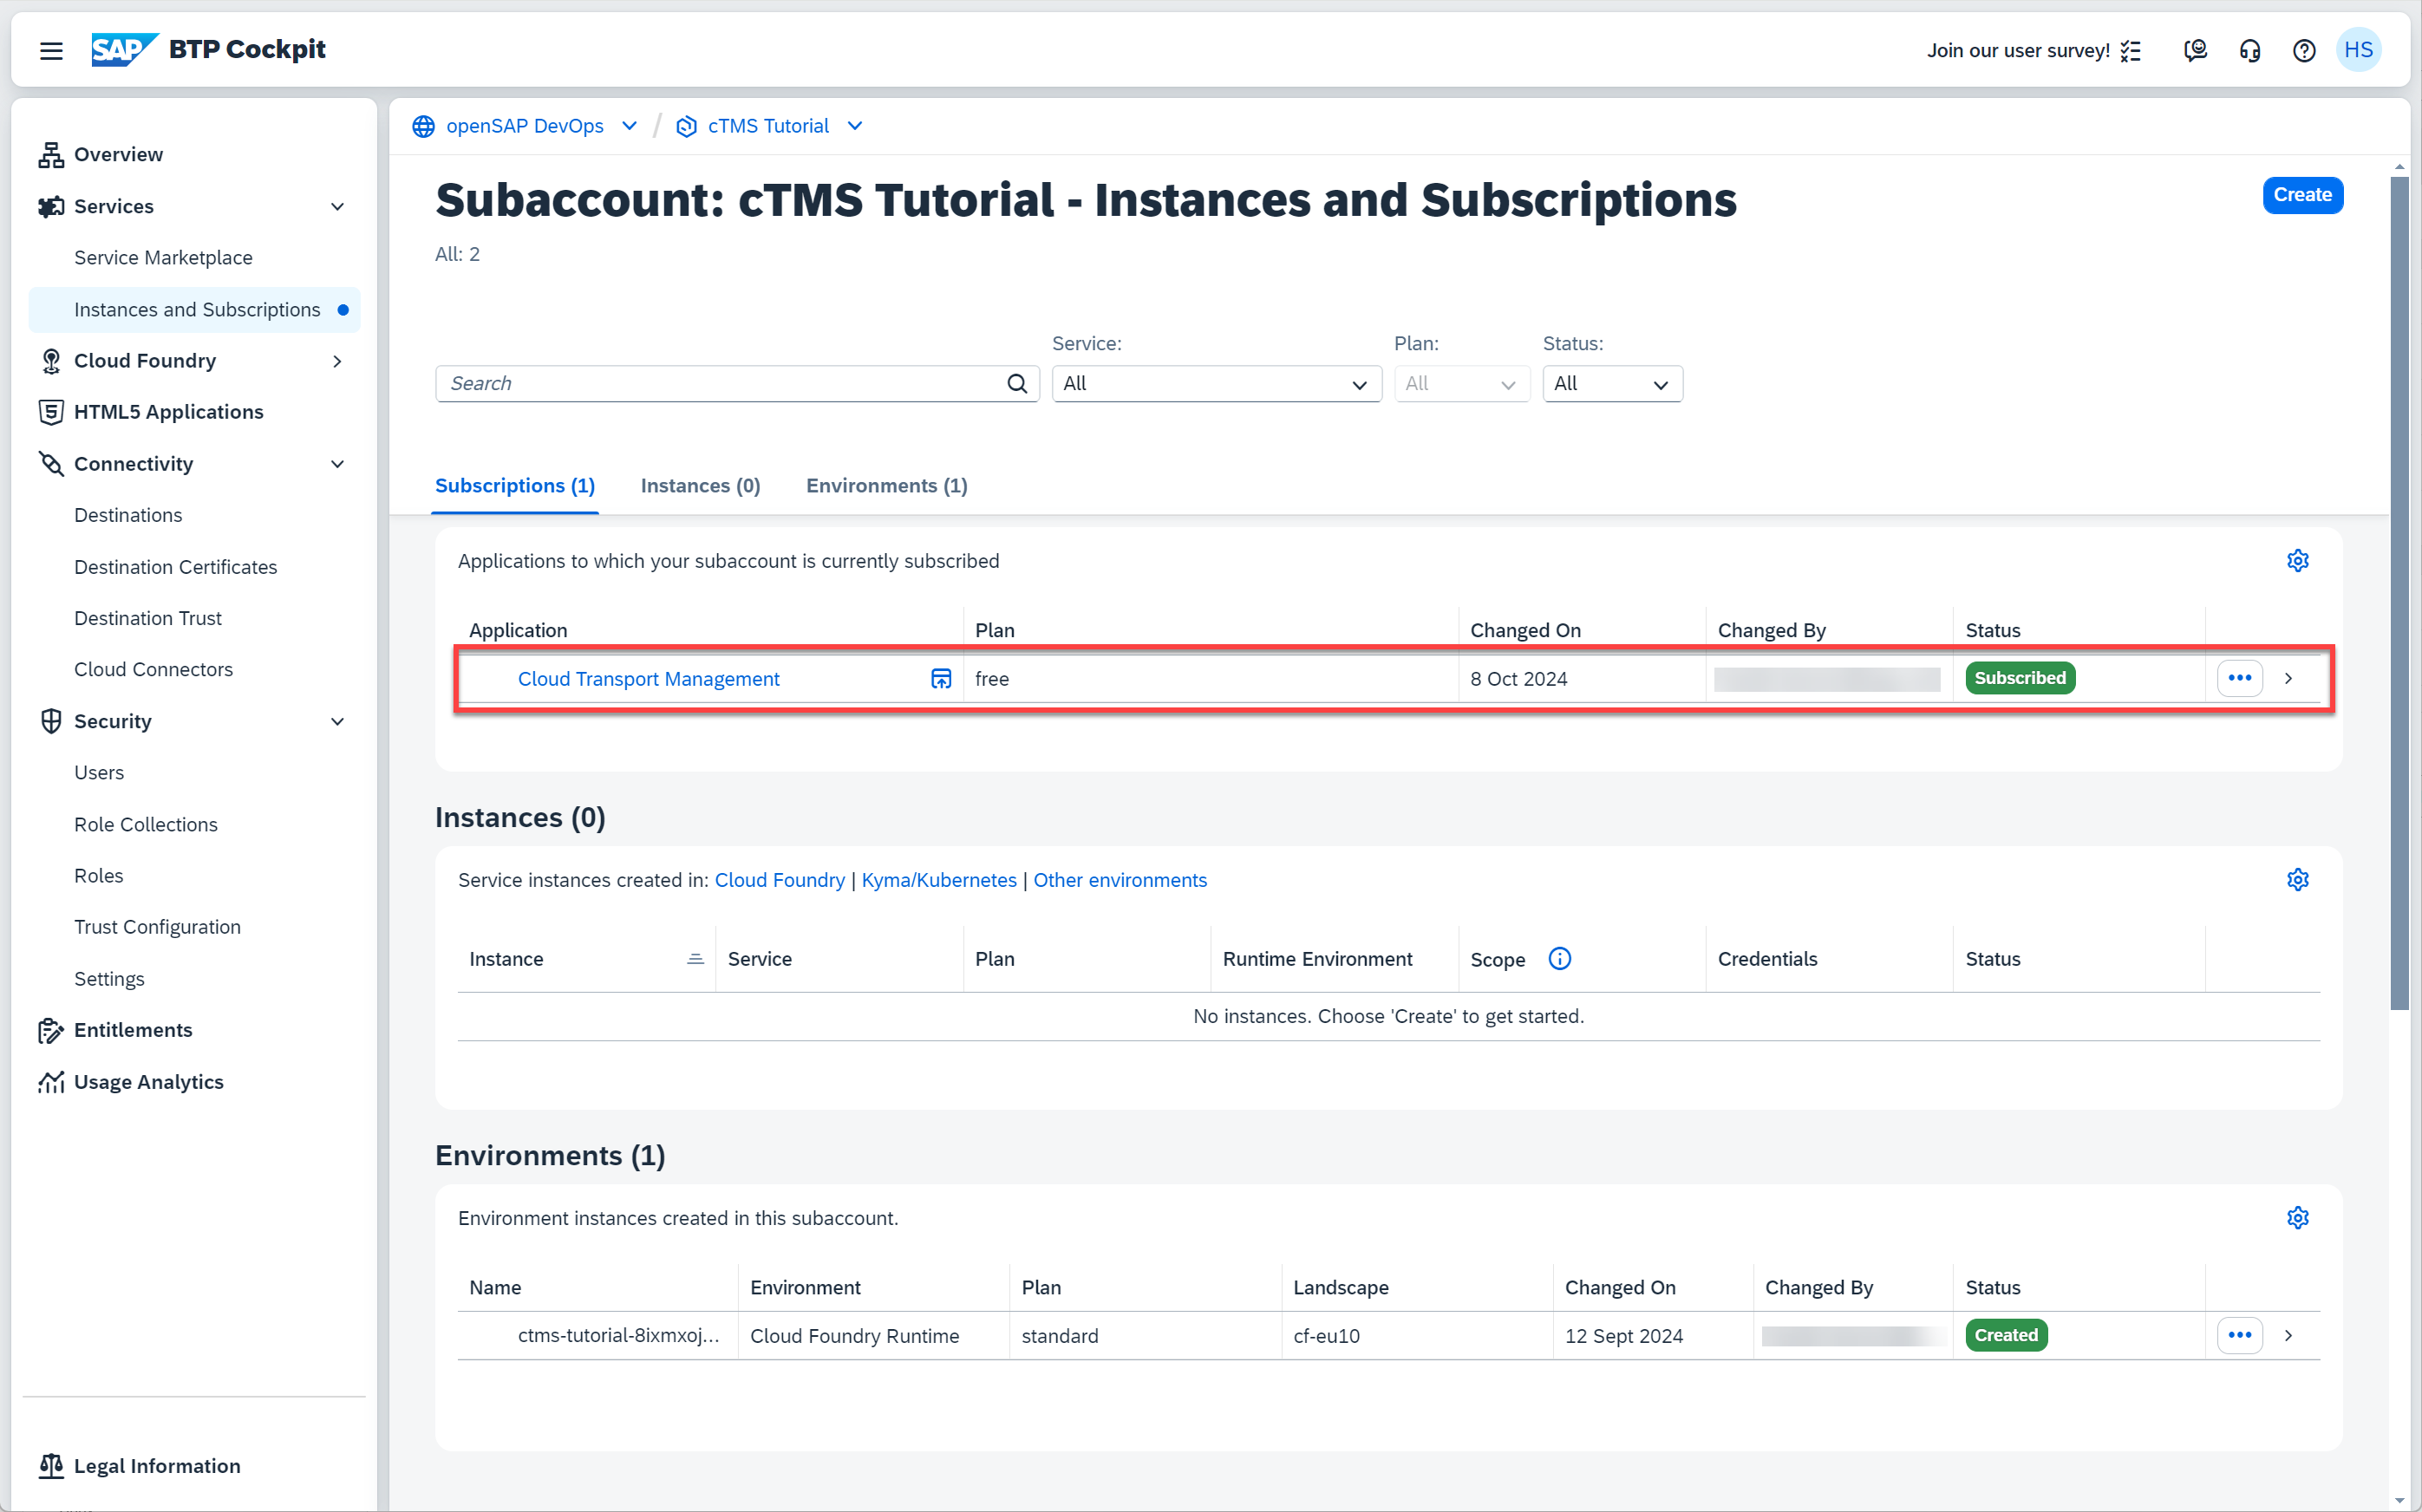 SAP BTP Cockpit
Join our user survey!
HS
Overview
Services
Service Marketplace
Instances and Subscriptions
Cloud Foundry
HTML5 Applications
Connectivity
Destinations
Destination Certificates
Destination Trust
Cloud Connectors
Security
Users
Role Collections
Roles
Trust Configuration
Settings
Entitlements
Usage Analytics
Legal Information
openSAP DevOps / cTMS Tutorial
Subaccount: cTMS Tutorial - Instances and Subscriptions
Create
All: 2
Service: Plan: Status:
Search All All All
Subscriptions (1) Instances (0) Environments (1)
Applications to which your subaccount is currently subscribed
Application Plan Changed On Changed By Status
Cloud Transport Management free 8 Oct 2024 Subscribed
Instances (0)
Service instances created in: Cloud Foundry | Kyma/Kubernetes | Other environments
Instance Service Plan Runtime Environment Scope Credentials Status
No instances. Choose 'Create' to get started.
Environments (1)
Environment instances created in this subaccount.
Name Environment Plan Landscape Changed On Changed By Status
ctms-tutorial-8ixmxoj... Cloud Foundry Runtime standard cf-eu10 12 Sept 2024 Created